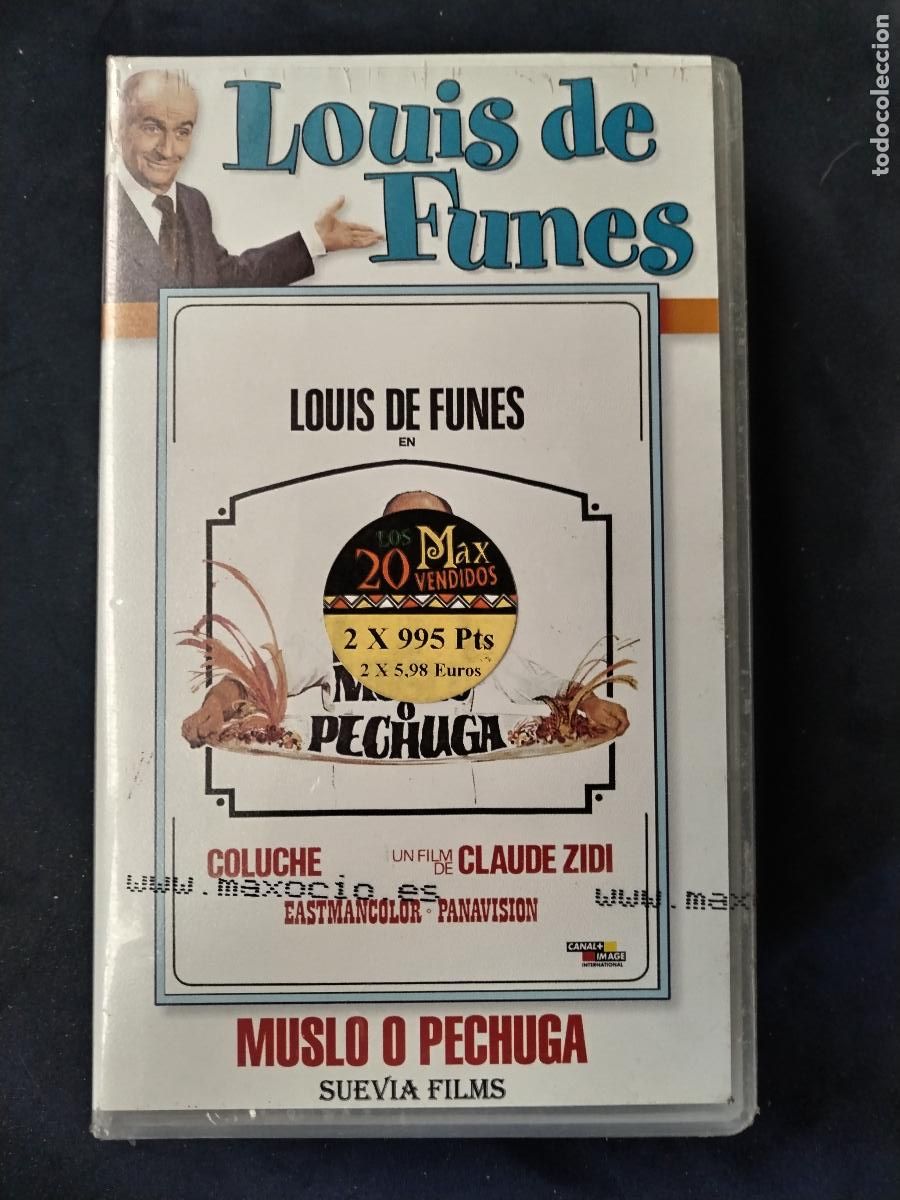 Louis de
Funes
LOUIS DE FUNES
EN
LOS
20 Max
VENDIDOS
2 X 995 Pts
2 X 5,98 Euros
O
PECHUGA
COLUCHE UN FILM DE CLAUDE ZIDI
www.maxocio.es www.max
EASTMANCOLOR · PANAVISION
CANAL+
IMAGE
INTERNATIONAL
MUSLO O PECHUGA
SUEVIA FILMS
todocoleccion